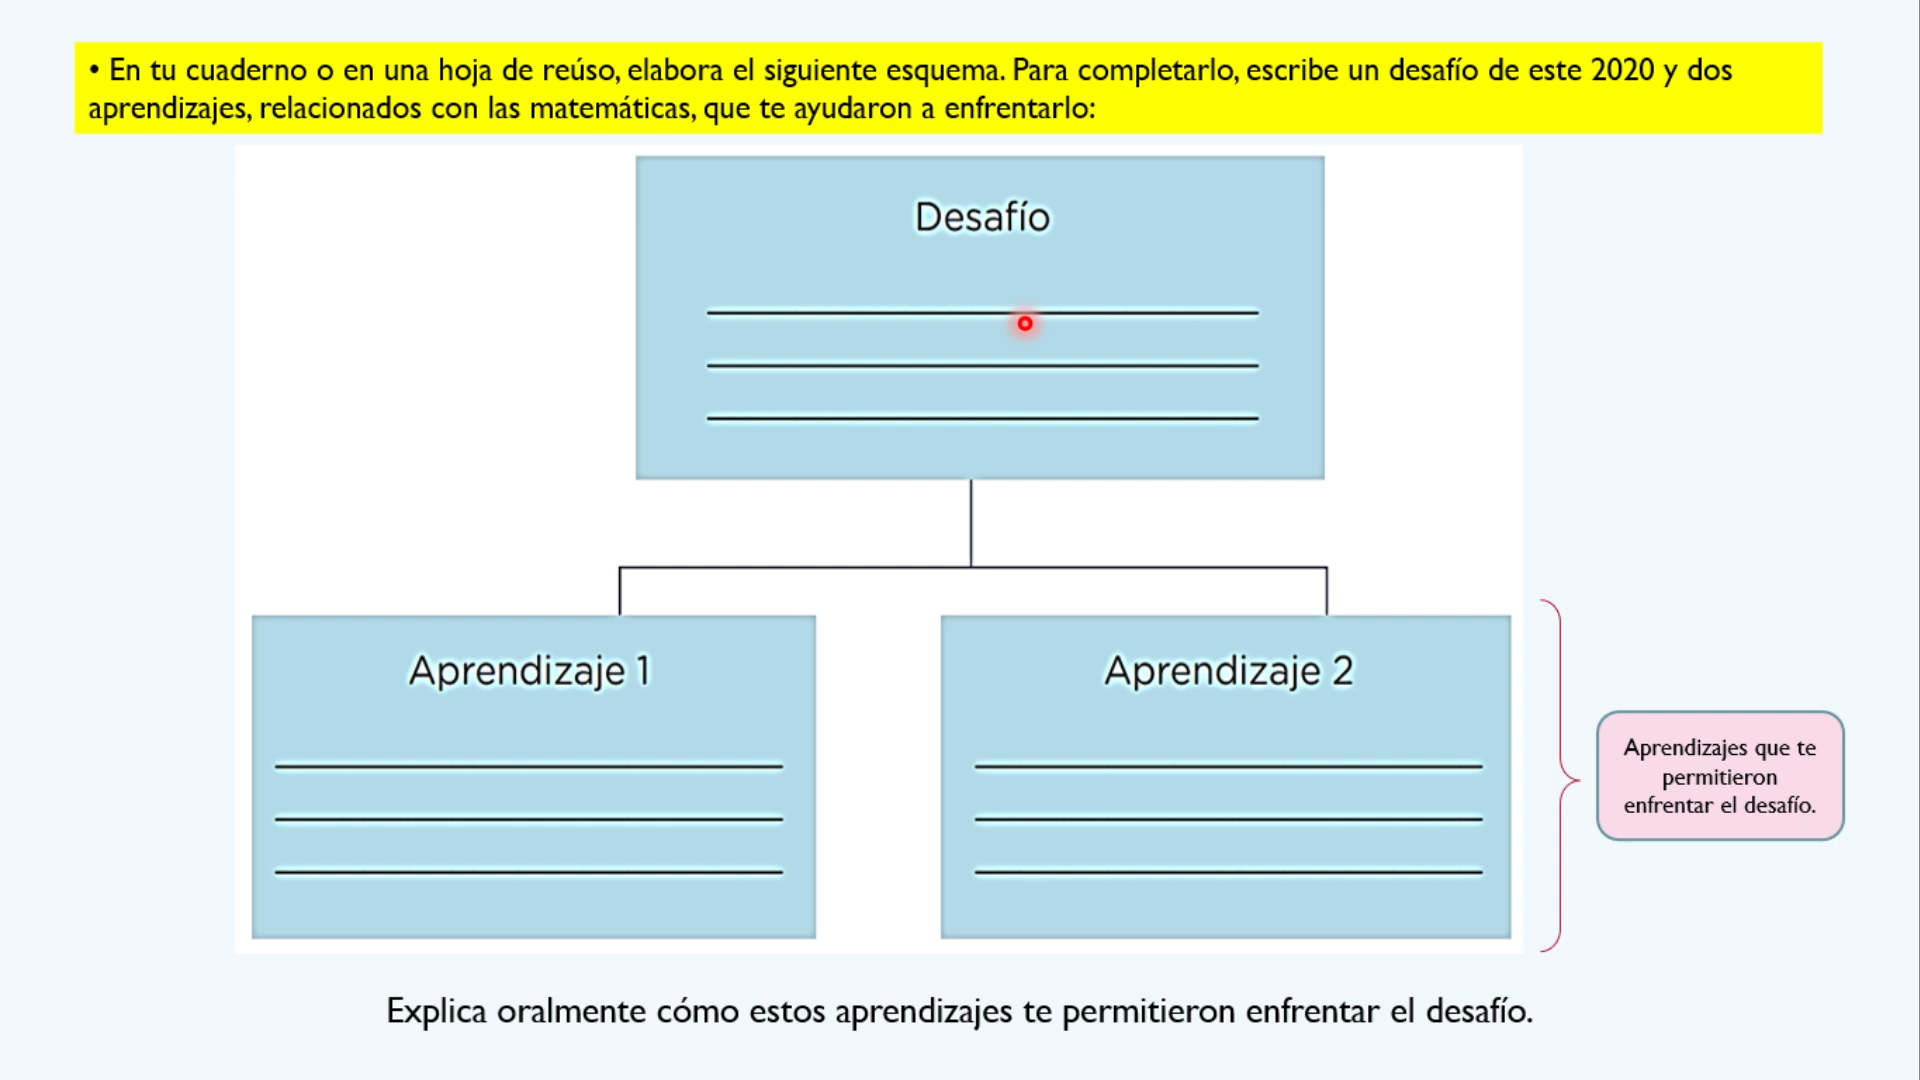 • En tu cuaderno o en una hoja de reúso, elabora el siguiente esquema. Para completarlo, escribe un desafío de este 2020 y dos
aprendizajes, relacionados con las matemáticas, que te ayudaron a enfrentarlo:
Desafío
Aprendizaje 1
Aprendizaje 2
Aprendizajes que te
permitieron
enfrentar el desafío.
Explica oralmente cómo estos aprendizajes te permitieron enfrentar el desafío.